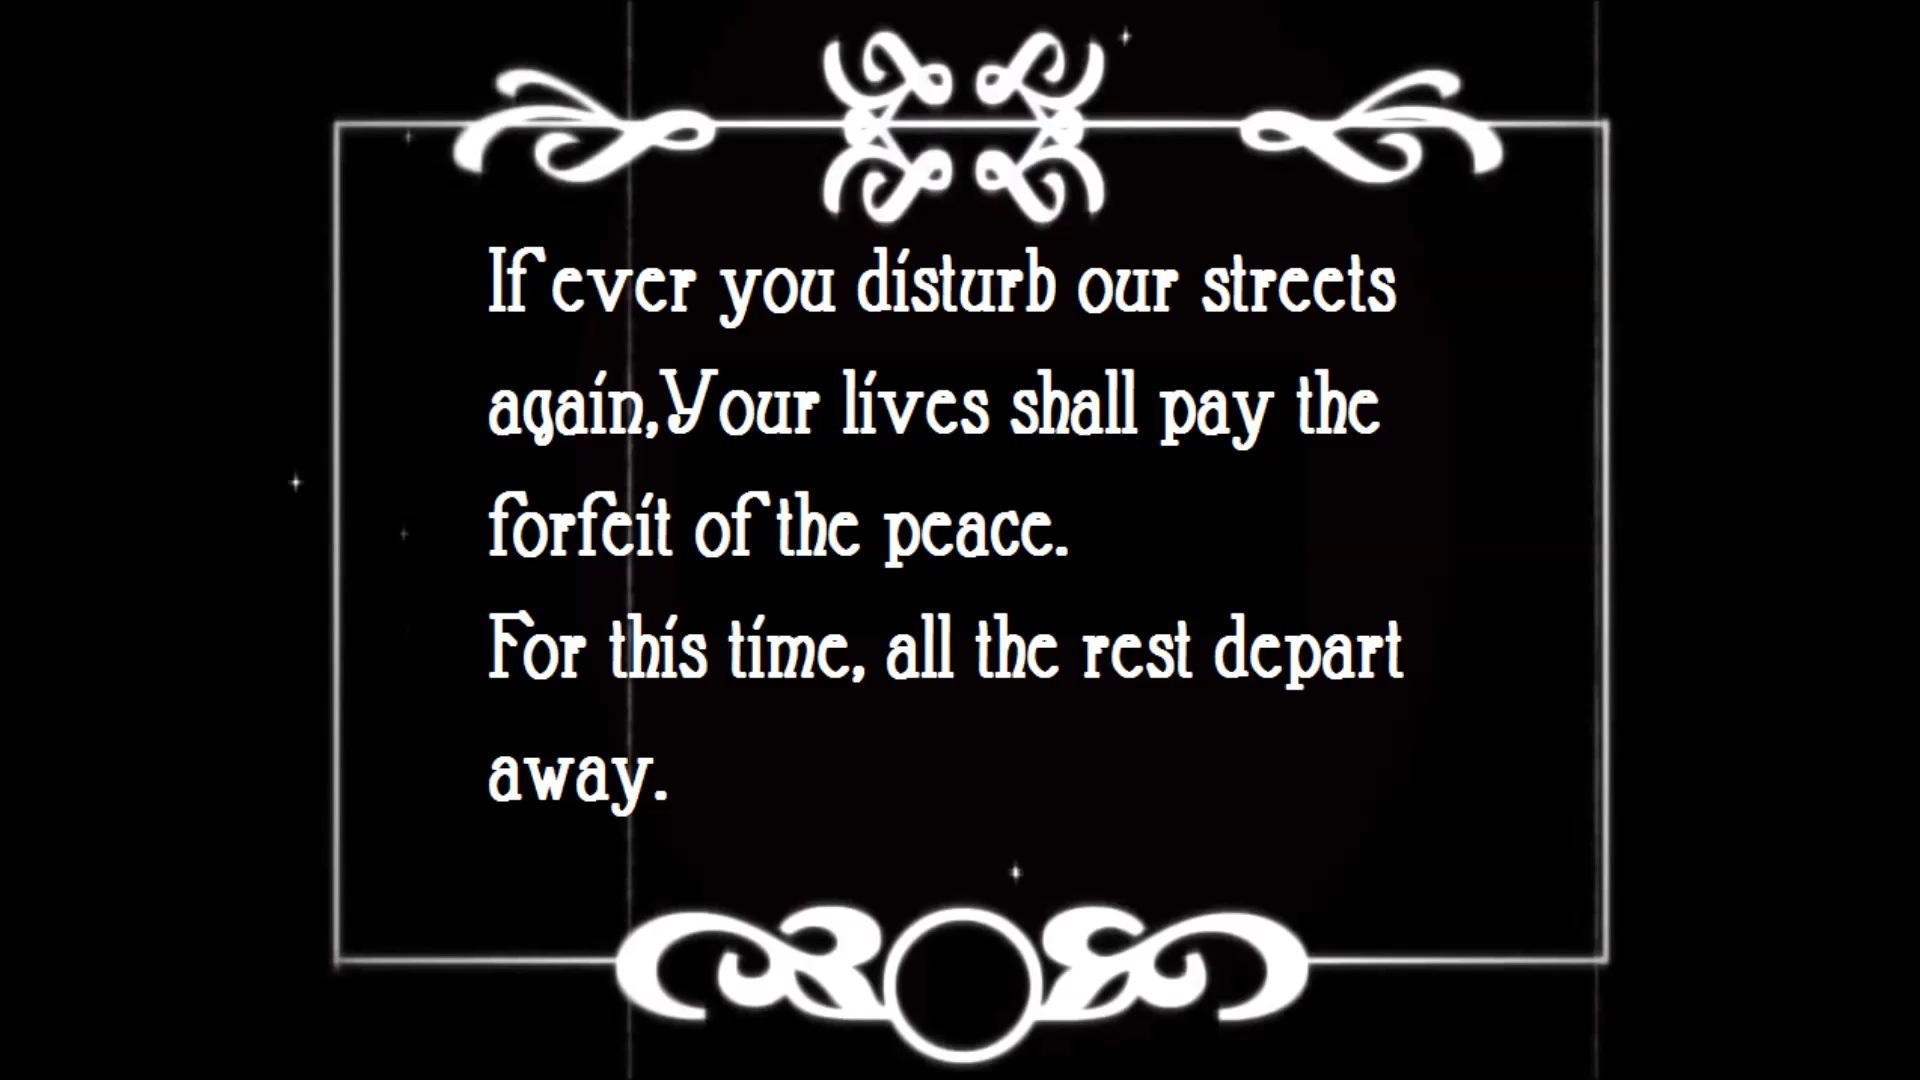 If ever you disturb our streets
again,Your lives shall pay the
forfeit of the peace.
For this time, all the rest depart
away.